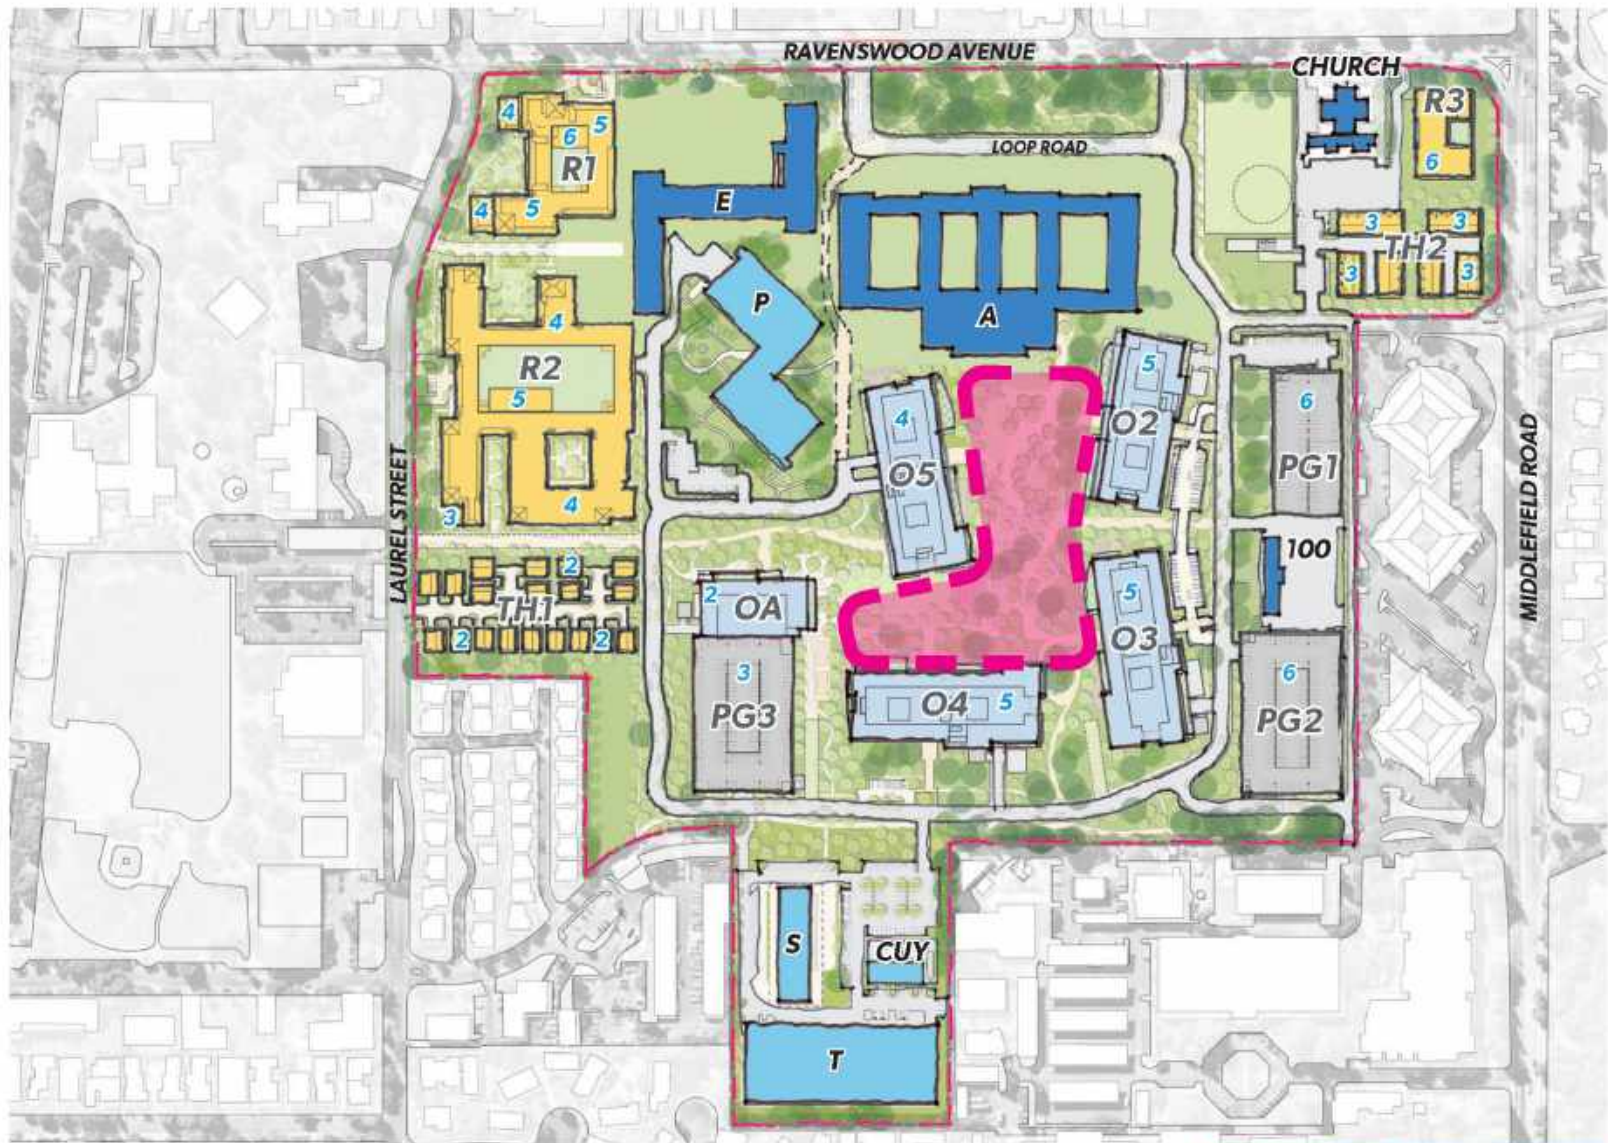 RAVENSWOOD AVENUE
CHURCH
R3
6
4
5
6
R1
4
5
LOOP ROAD
E
A
P
3
3
TH2
3
3
4
R2
5
3
4
LAUREL STREET
4
O5
5
O2
6
PG1
MIDDLEFIELD ROAD
100
2
TH1
2
2
2
OA
5
O3
3
PG3
O4
5
6
PG2
S
CUY
T